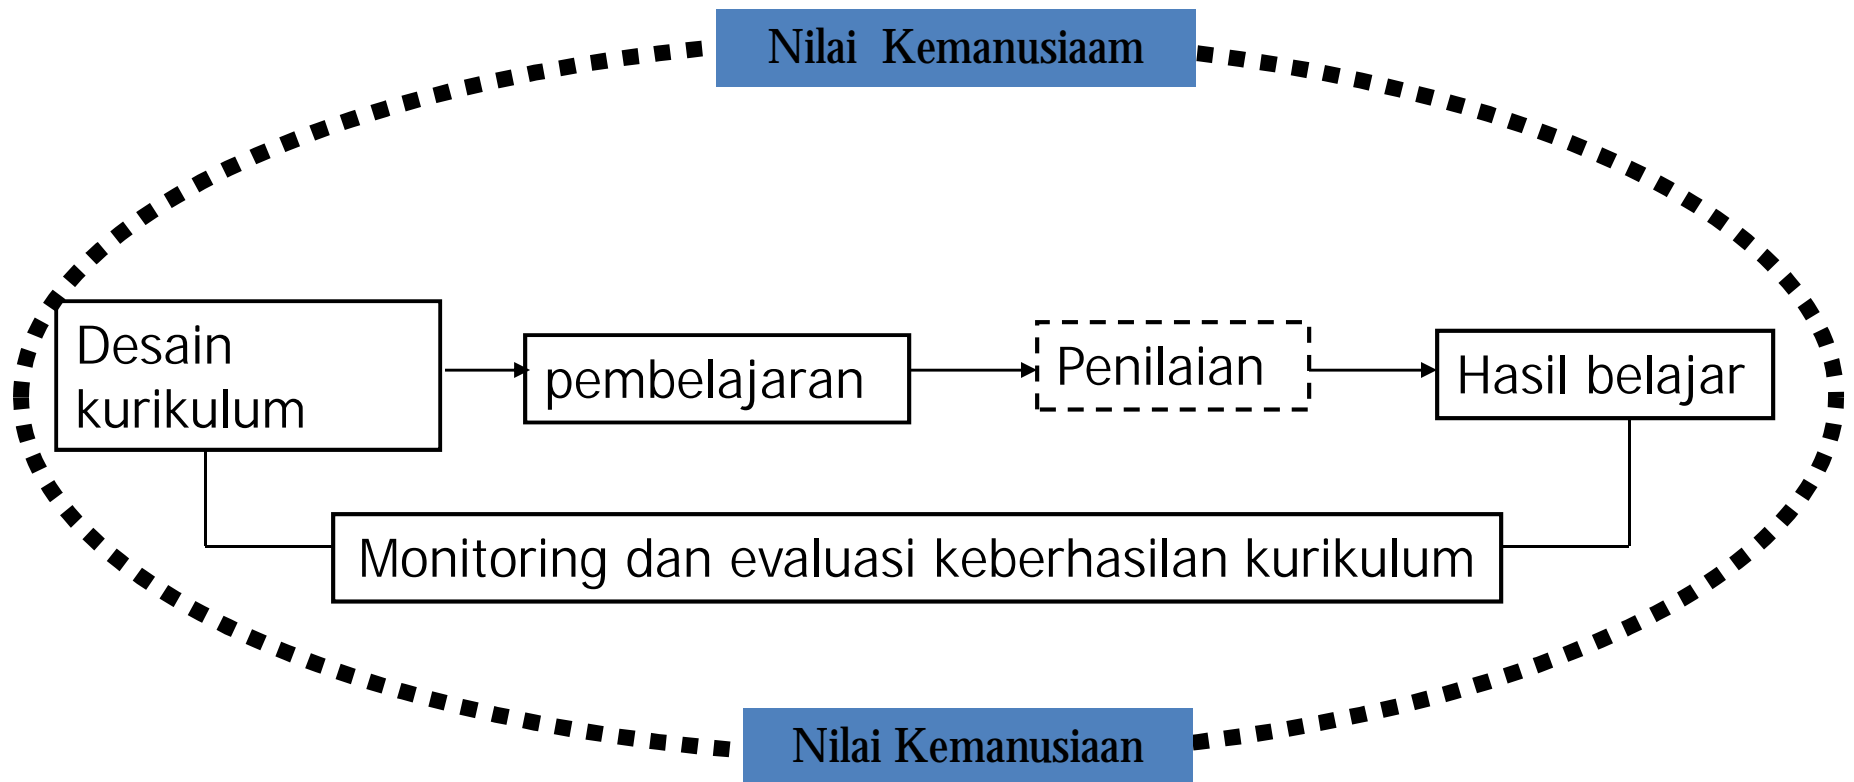 Nilai Kemanusiaam
Desain
kurikulum
pembelajaran
Penilaian
Hasil belajar
Monitoring dan evaluasi keberhasilan kurikulum
Nilai Kemanusiaan